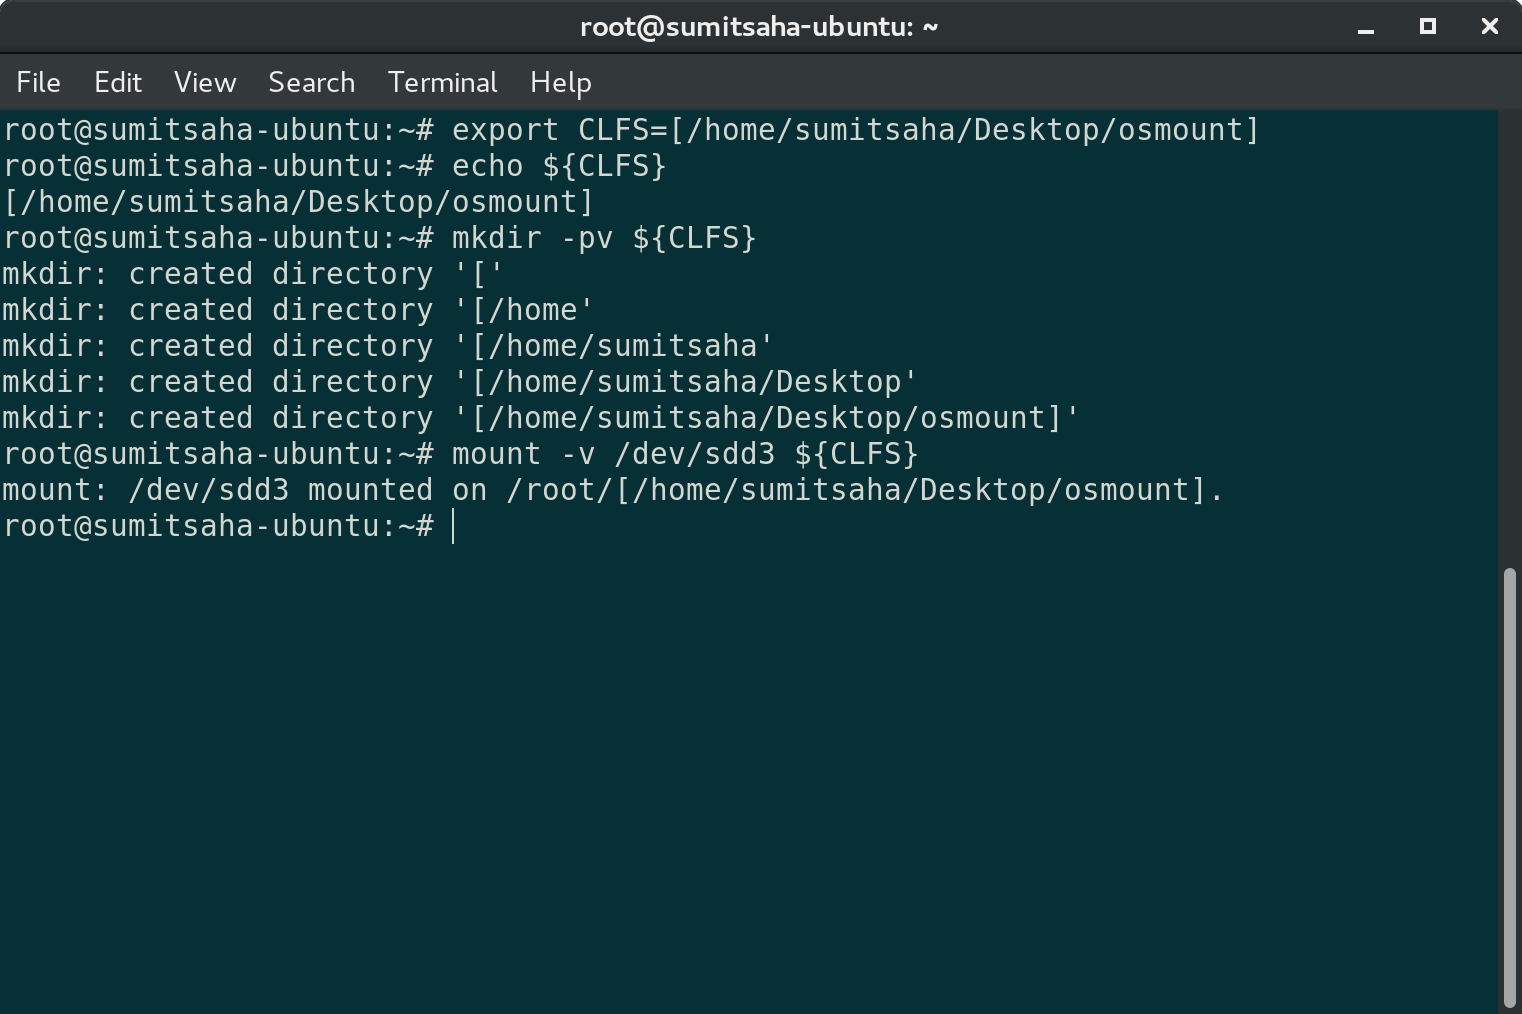 root@sumitsaha-ubuntu: ~
File Edit View Search Terminal Help
root@sumitsaha-ubuntu:~# export CLFS=[/home/sumitsaha/Desktop/osmount]
root@sumitsaha-ubuntu:~# echo ${CLFS}
[/home/sumitsaha/Desktop/osmount]
root@sumitsaha-ubuntu:~# mkdir -pv ${CLFS}
mkdir: created directory '['
mkdir: created directory '[/home'
mkdir: created directory '[/home/sumitsaha'
mkdir: created directory '[/home/sumitsaha/Desktop'
mkdir: created directory '[/home/sumitsaha/Desktop/osmount]'
root@sumitsaha-ubuntu:~# mount -v /dev/sdd3 ${CLFS}
mount: /dev/sdd3 mounted on /root/[/home/sumitsaha/Desktop/osmount].
root@sumitsaha-ubuntu:~#